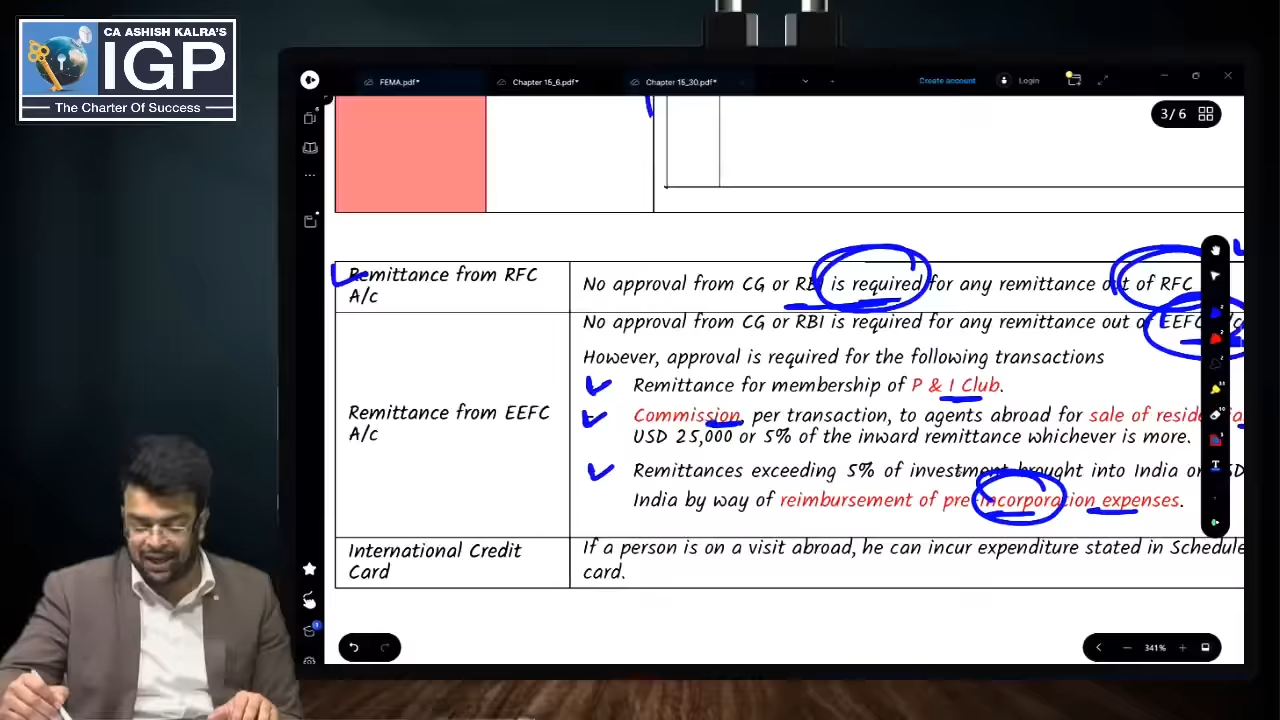 CA ASHISH KALRA'S
IGP
The Charter Of Success
FEMA.pdf*
Chapter 15_6.pdf*
Chapter 15_30.pdf*
Create account
Login
3/6
Remittance from RFC
A/c
No approval from CG or RBI is required for any remittance out of RFC
Remittance from EEFC
A/c
No approval from CG or RBI is required for any remittance out of EEFC A/c
However, approval is required for the following transactions
Remittance for membership of P & I Club.
Commission, per transaction, to agents abroad for sale of
USD 25,000 or 5% of the inward remittance whichever is more.
Remittances exceeding 5% of investment brought into India or
India by way of reimbursement of pre-incorporation expenses.
International Credit
Card
If a person is on a visit abroad, he can incur expenditure stated in Schedule
card.
341%